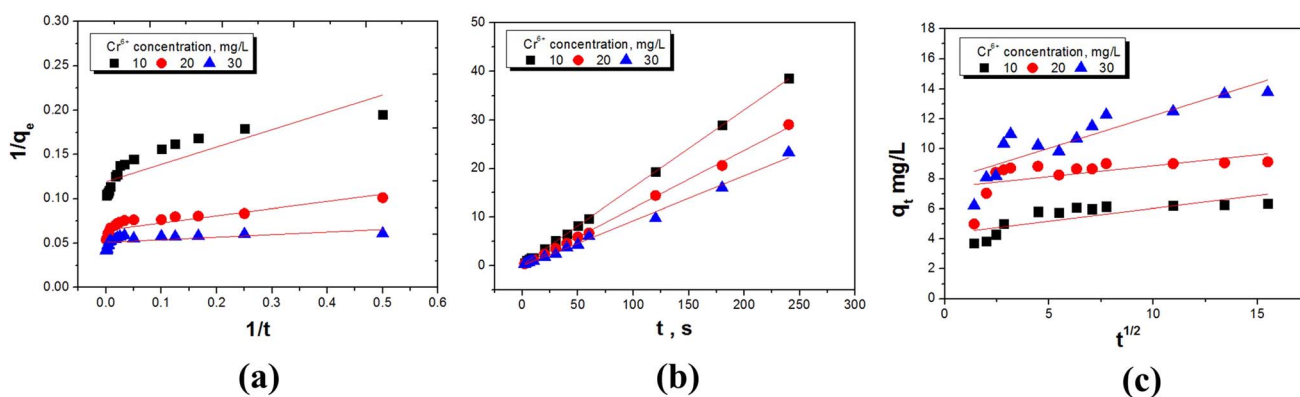 0.30
0.25
0.20
0.15
0.10
0.05
0.00
0.0 0.1 0.2 0.3 0.4 0.5 0.6
1/qₑ
1/t
Cr⁶⁺ concentration, mg/L
10 20 30
(a)
50
40
30
20
10
0
0 50 100 150 200 250 300
t , s
Cr⁶⁺ concentration, mg/L
10 20 30
(b)
18
16
14
12
10
8
6
4
2
0
0 5 10 15
qₜ mg/L
t¹ᐟ²
Cr⁶⁺ concentration, mg/L
10 20 30
(c)